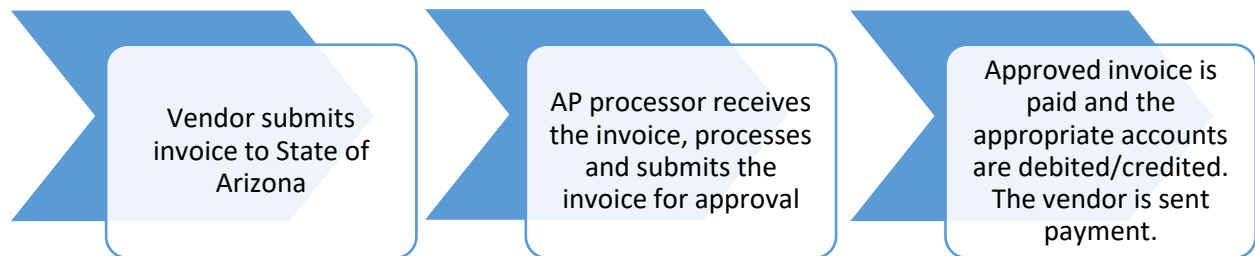 Vendor submits
invoice to State of
Arizona
AP processor receives
the invoice, processes
and submits the
invoice for approval
Approved invoice is
paid and the
appropriate accounts
are debited/credited.
The vendor is sent
payment.